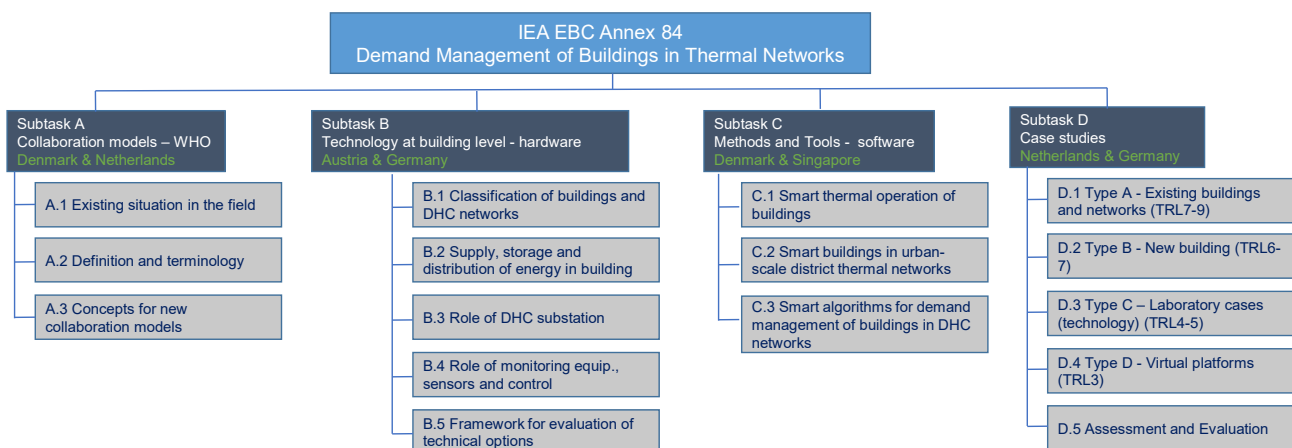 IEA EBC Annex 84
Demand Management of Buildings in Thermal Networks
Subtask A
Collaboration models – WHO
Denmark & Netherlands
A.1 Existing situation in the field
A.2 Definition and terminology
A.3 Concepts for new
collaboration models
Subtask B
Technology at building level - hardware
Austria & Germany
B.1 Classification of buildings and
DHC networks
B.2 Supply, storage and
distribution of energy in building
B.3 Role of DHC substation
B.4 Role of monitoring equip.,
sensors and control
B.5 Framework for evaluation of
technical options
Subtask C
Methods and Tools - software
Denmark & Singapore
C.1 Smart thermal operation of
buildings
C.2 Smart buildings in urban-
scale district thermal networks
C.3 Smart algorithms for demand
management of buildings in DHC
networks
Subtask D
Case studies
Netherlands & Germany
D.1 Type A - Existing buildings
and networks (TRL7-9)
D.2 Type B - New building (TRL6-
7)
D.3 Type C – Laboratory cases
(technology) (TRL4-5)
D.4 Type D - Virtual platforms
(TRL3)
D.5 Assessment and Evaluation